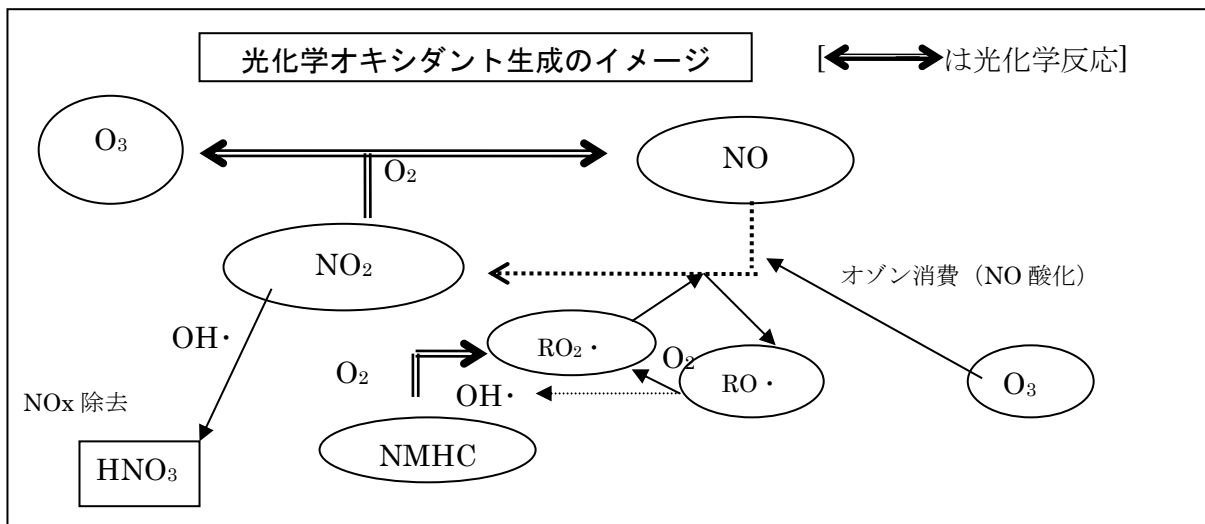 光化学オキシダント生成のイメージ
[は光化学反応]
O₃
O₂
NO
NO₂
オゾン消費（NO 酸化）
OH・
RO₂・
O₂
RO・
O₂
O₃
OH・
NOx 除去
NMHC
HNO₃